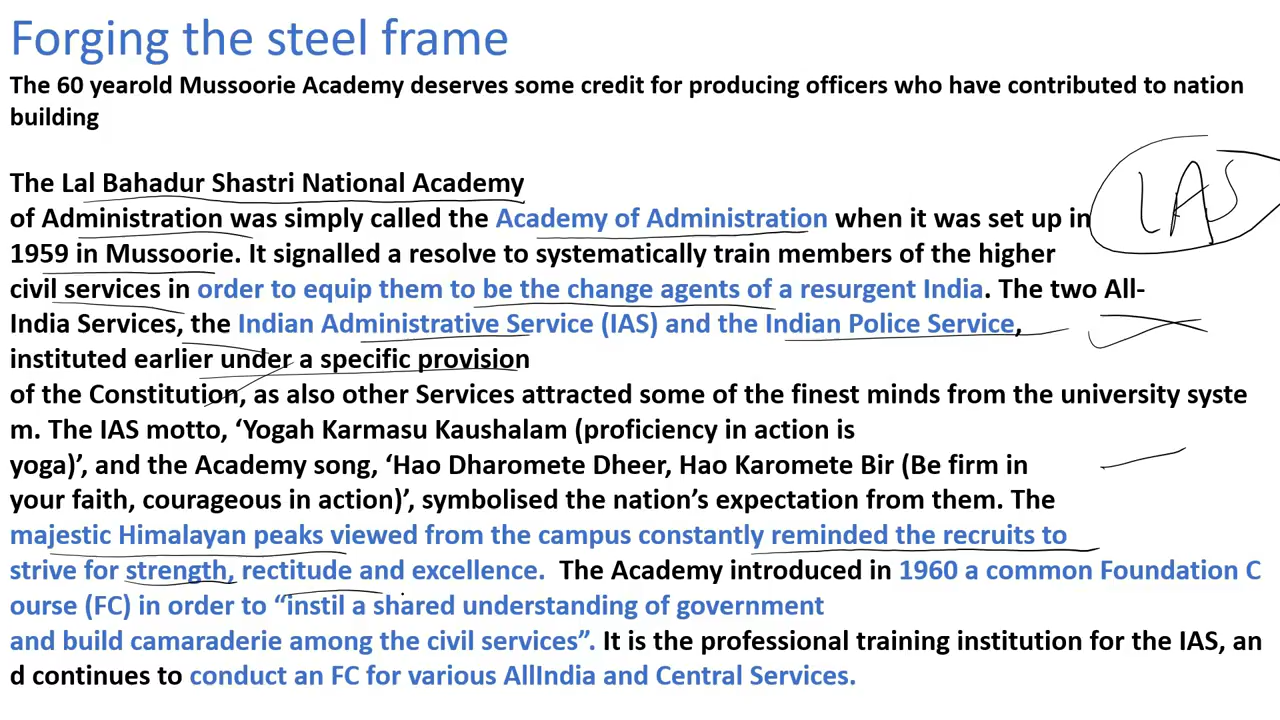 Forging the steel frame
The 60 yearold Mussoorie Academy deserves some credit for producing officers who have contributed to nation
building
The Lal Bahadur Shastri National Academy
of Administration was simply called the Academy of Administration when it was set up in
IAS
1959 in Mussoorie. It signalled a resolve to systematically train members of the higher
civil services in order to equip them to be the change agents of a resurgent India. The two All-
India Services, the Indian Administrative Service (IAS) and the Indian Police Service,
instituted earlier under a specific provision
of the Constitution, as also other Services attracted some of the finest minds from the university syste
m. The IAS motto, ‘Yogah Karmasu Kaushalam (proficiency in action is
yoga)’, and the Academy song, ‘Hao Dharomete Dheer, Hao Karomete Bir (Be firm in
your faith, courageous in action)’, symbolised the nation’s expectation from them. The
majestic Himalayan peaks viewed from the campus constantly reminded the recruits to
strive for strength, rectitude and excellence. The Academy introduced in 1960 a common Foundation C
ourse (FC) in order to “instil a shared understanding of government
and build camaraderie among the civil services”. It is the professional training institution for the IAS, an
d continues to conduct an FC for various AllIndia and Central Services.